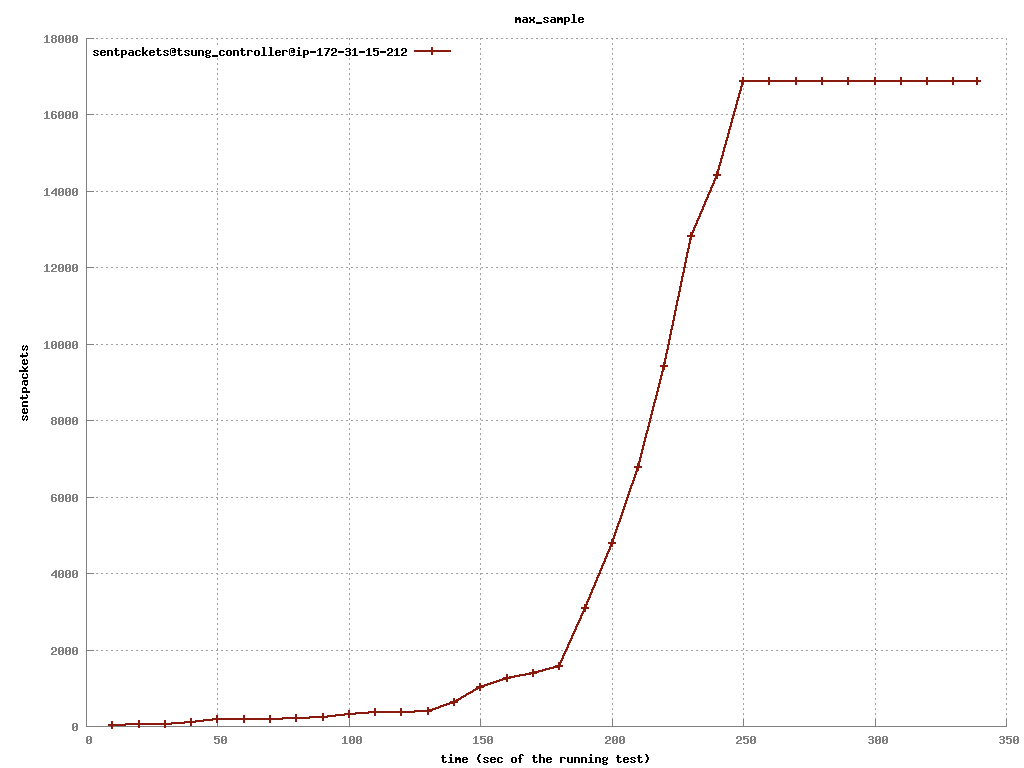 max_sample
sentpackets@tsung_controller@ip-172-31-15-212
18000
16000
14000
12000
10000
8000
6000
4000
2000
0
sentpackets
0 50 100 150 200 250 300 350
time (sec of the running test)